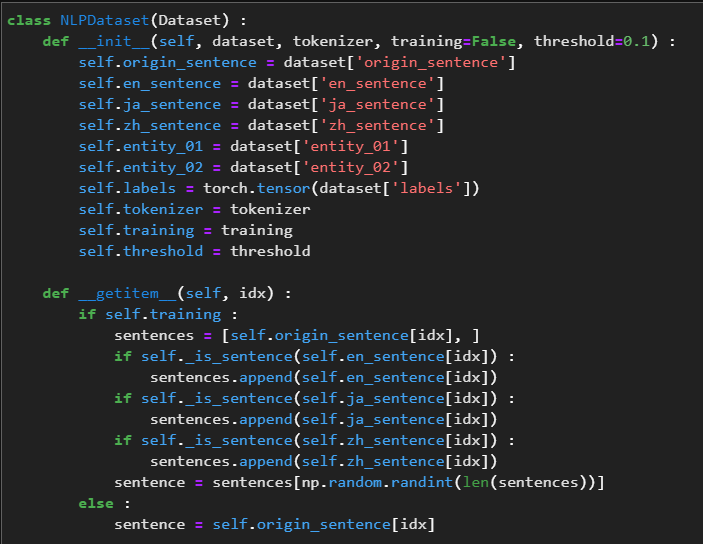 class NLPDataset(Dataset) :
    def __init__(self, dataset, tokenizer, training=False, threshold=0.1) :
        self.origin_sentence = dataset['origin_sentence']
        self.en_sentence = dataset['en_sentence']
        self.ja_sentence = dataset['ja_sentence']
        self.zh_sentence = dataset['zh_sentence']
        self.entity_01 = dataset['entity_01']
        self.entity_02 = dataset['entity_02']
        self.labels = torch.tensor(dataset['labels'])
        self.tokenizer = tokenizer
        self.training = training
        self.threshold = threshold

    def __getitem__(self, idx) :
        if self.training :
            sentences = [self.origin_sentence[idx], ]
            if self._is_sentence(self.en_sentence[idx]) :
                sentences.append(self.en_sentence[idx])
            if self._is_sentence(self.ja_sentence[idx]) :
                sentences.append(self.ja_sentence[idx])
            if self._is_sentence(self.zh_sentence[idx]) :
                sentences.append(self.zh_sentence[idx])
            sentence = sentences[np.random.randint(len(sentences))]
        else :
            sentence = self.origin_sentence[idx]